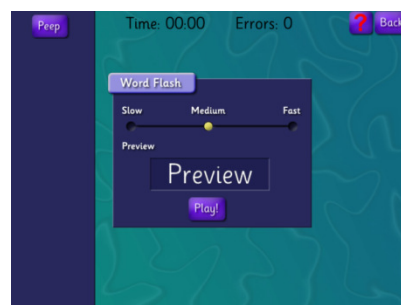 Peep Time: 00:00 Errors: 0 ? Back
Word Flash
Slow Medium Fast
Preview
Preview
Play!